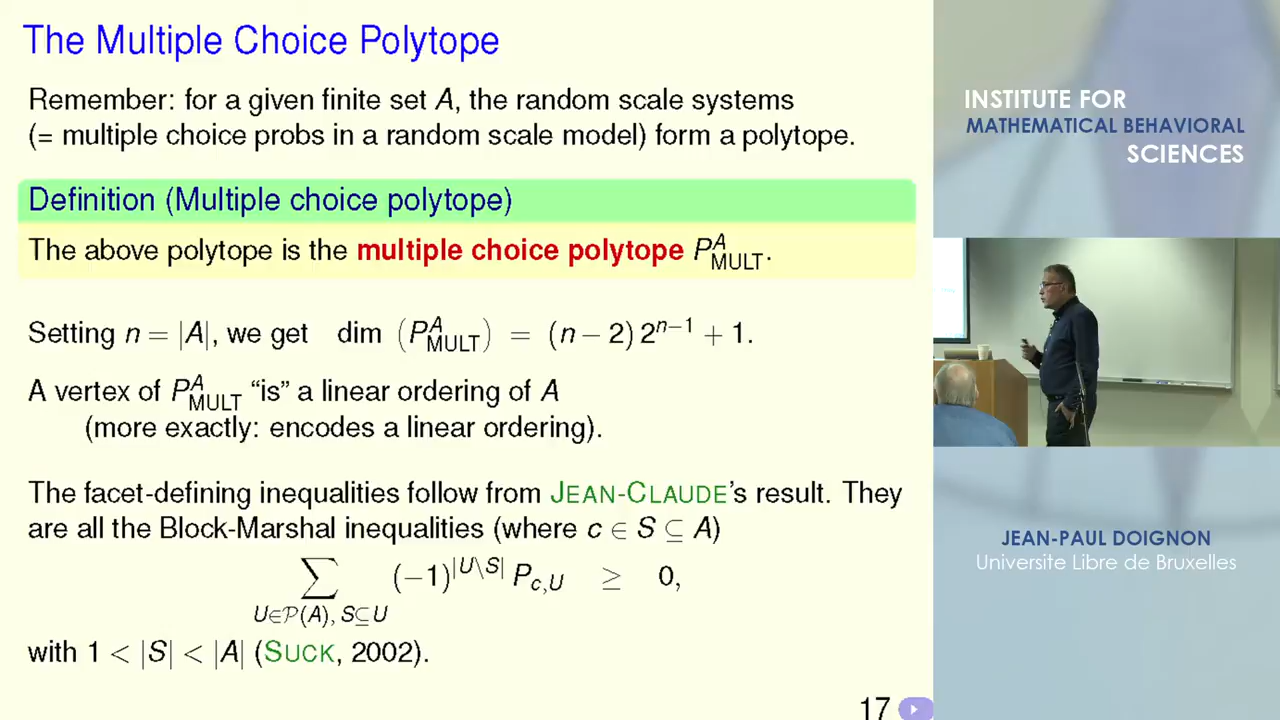 The Multiple Choice Polytope
Remember: for a given finite set A, the random scale systems
(= multiple choice probs in a random scale model) form a polytope.
Definition (Multiple choice polytope)
The above polytope is the multiple choice polytope P^A_MULT.
Setting n = |A|, we get dim (P^A_MULT) = (n − 2) 2^{n−1} + 1.
A vertex of P^A_MULT “is” a linear ordering of A
(more exactly: encodes a linear ordering).
The facet-defining inequalities follow from JEAN-CLAUDE’s result. They
are all the Block-Marshal inequalities (where c ∈ S ⊆ A)
∑_{U∈𝒫(A), S⊆U} (−1)^{|U\S|} P_{c,U} ≥ 0,
with 1 < |S| < |A| (SUCK, 2002).
17
INSTITUTE FOR
MATHEMATICAL BEHAVIORAL
SCIENCES
JEAN-PAUL DOIGNON
Universite Libre de Bruxelles